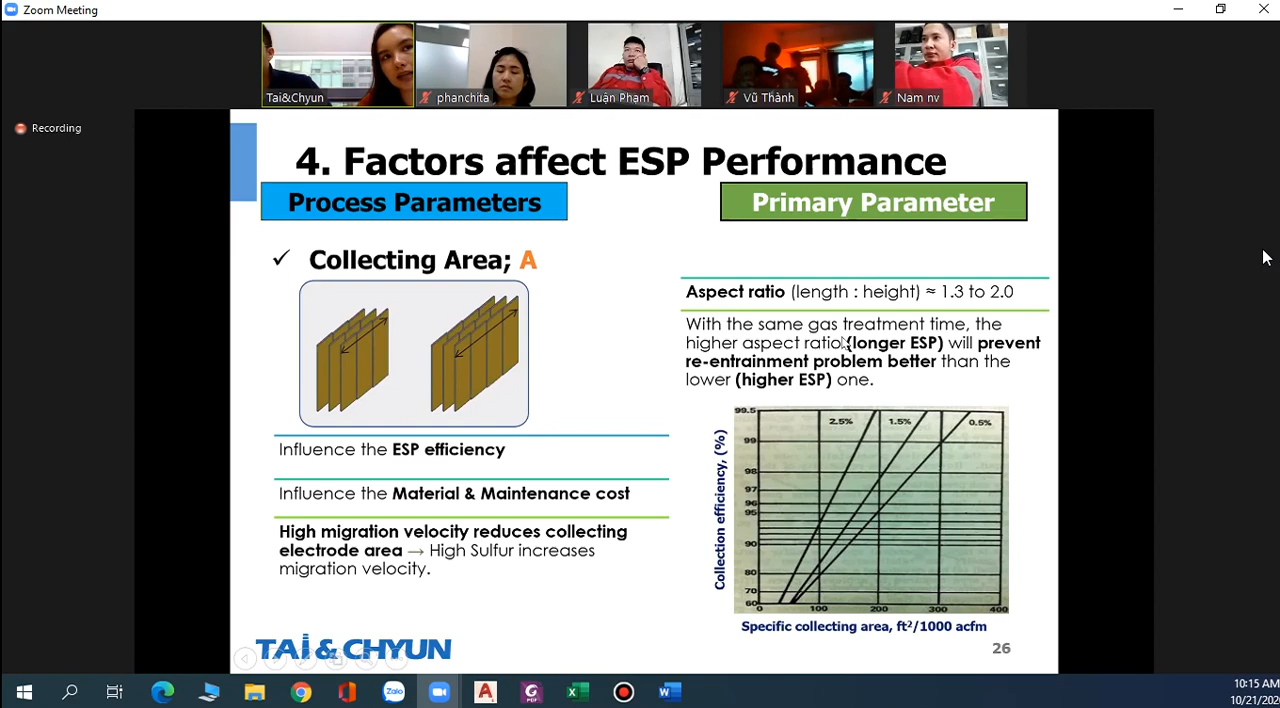 Zoom Meeting
Tai&Chyun
phanchita
Luận Phạm
Vũ Thành
Nam nv
Recording
4. Factors affect ESP Performance
Process Parameters
Primary Parameter
✓ Collecting Area; A
Influence the ESP efficiency
Influence the Material & Maintenance cost
High migration velocity reduces collecting
electrode area → High Sulfur increases
migration velocity.
Aspect ratio (length : height) ≈ 1.3 to 2.0
With the same gas treatment time, the
higher aspect ratio (longer ESP) will prevent
re-entrainment problem better than the
lower (higher ESP) one.
Collection efficiency, (%)
99.5
99
98
97
96
95
90
80
70
60
2.5%
1.5%
0.5%
0
100
200
300
400
Specific collecting area, ft²/1000 acfm
TAI & CHYUN
26
Zalo
10:15 AM